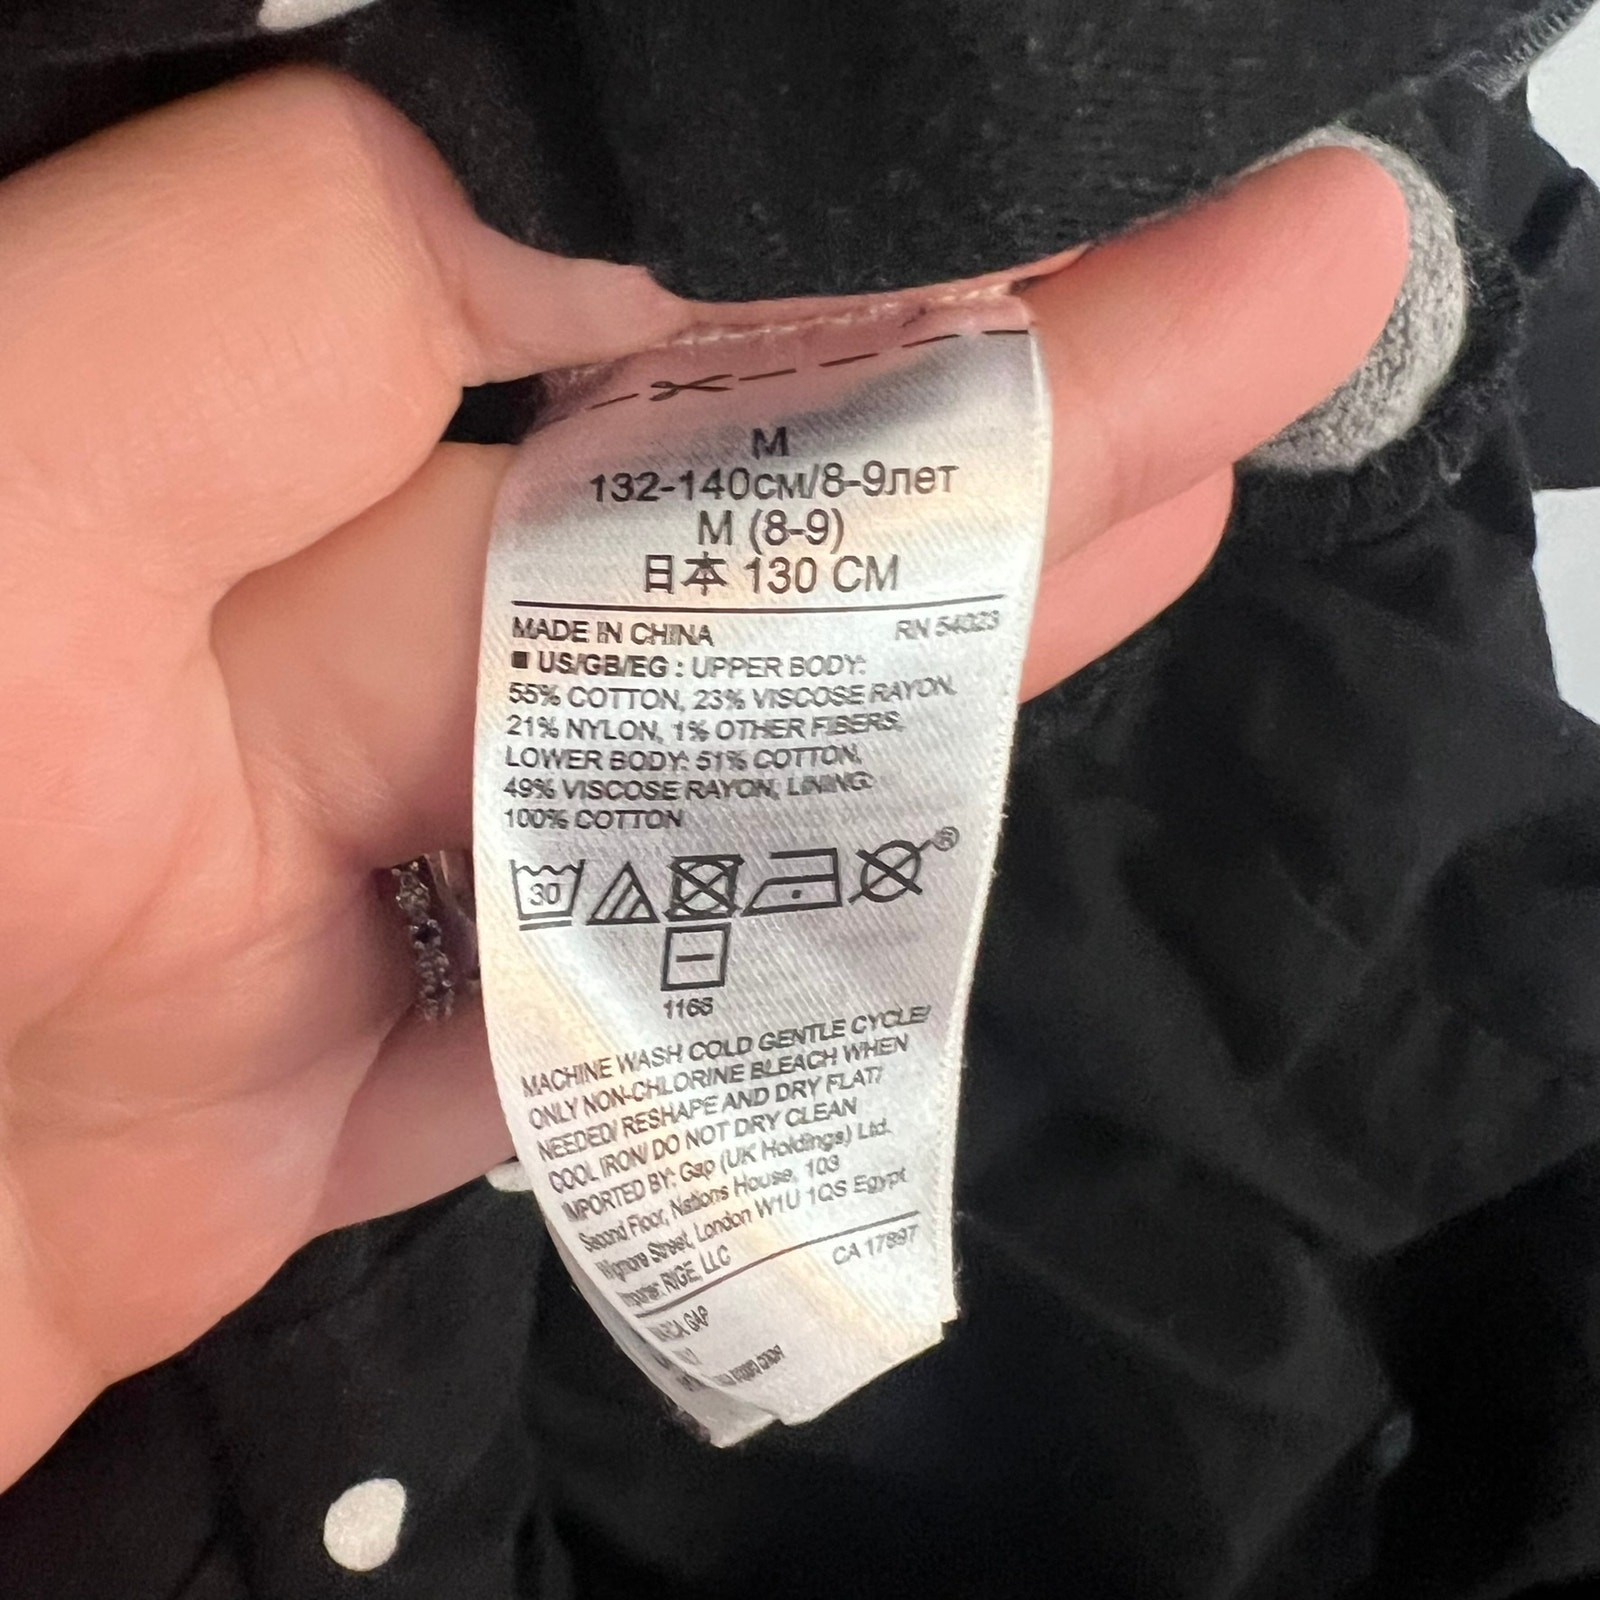 M
132-140см/8-9лет
M (8-9)
日本 130 CM
MADE IN CHINA RN 54023
■ US/GB/EG : UPPER BODY:
55% COTTON, 23% VISCOSE RAYON,
21% NYLON, 1% OTHER FIBERS,
LOWER BODY: 51% COTTON,
49% VISCOSE RAYON, LINING:
100% COTTON
30
®
1168
MACHINE WASH COLD GENTLE CYCLE/
ONLY NON-CHLORINE BLEACH WHEN
NEEDED/ RESHAPE AND DRY FLAT/
COOL IRON/ DO NOT DRY CLEAN
IMPORTED BY: Gap (UK Holdings) Ltd.
Second Floor, Nations House, 103
Wigmore Street, London W1U 1QS Egypt
Importer: RIGE, LLC
CA 17897
MARCA GAP